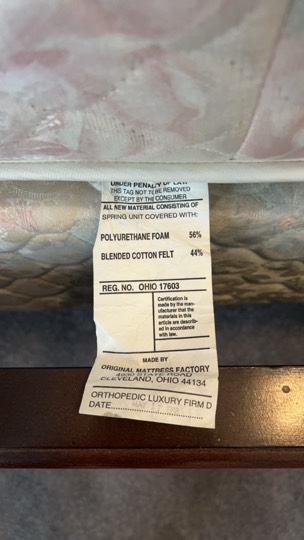 UNDER PENALTY OF LAW
THIS TAG NOT TO BE REMOVED
EXCEPT BY THE CONSUMER
ALL NEW MATERIAL CONSISTING OF
SPRING UNIT COVERED WITH:
POLYURETHANE FOAM 56%
BLENDED COTTON FELT 44%
REG. NO. OHIO 17603
Certification is
made by the man-
ufacturer that the
materials in this
article are describ-
ed in accordance
with law.
MADE BY
ORIGINAL MATTRESS FACTORY
4930 STATE ROAD
CLEVELAND, OHIO 44134
ORTHOPEDIC LUXURY FIRM D
DATE